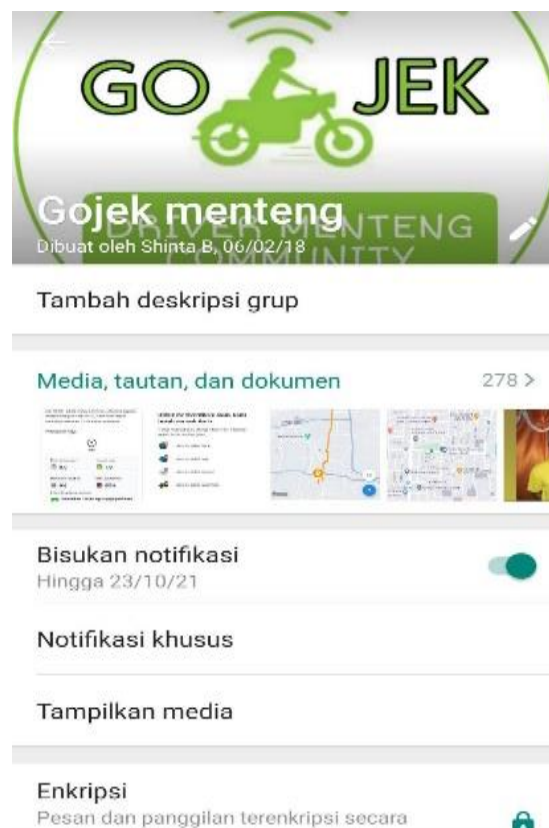 GO JEK
Gojek menteng
DRIVER MENTENG
COMMUNITY
Dibuat oleh Shinta B, 06/02/18
Tambah deskripsi grup
Media, tautan, dan dokumen 278 >
Bisukan notifikasi
Hingga 23/10/21
Notifikasi khusus
Tampilkan media
Enkripsi
Pesan dan panggilan terenkripsi secara